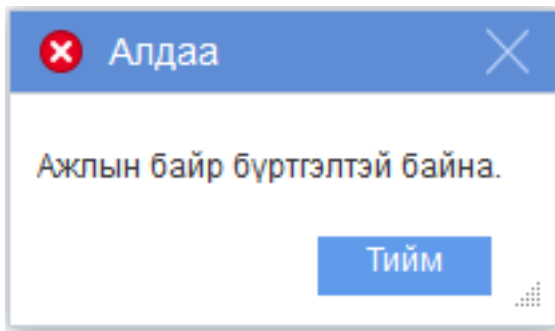 Алдаа
Ажлын байр бүртгэлтэй байна.
Тийм